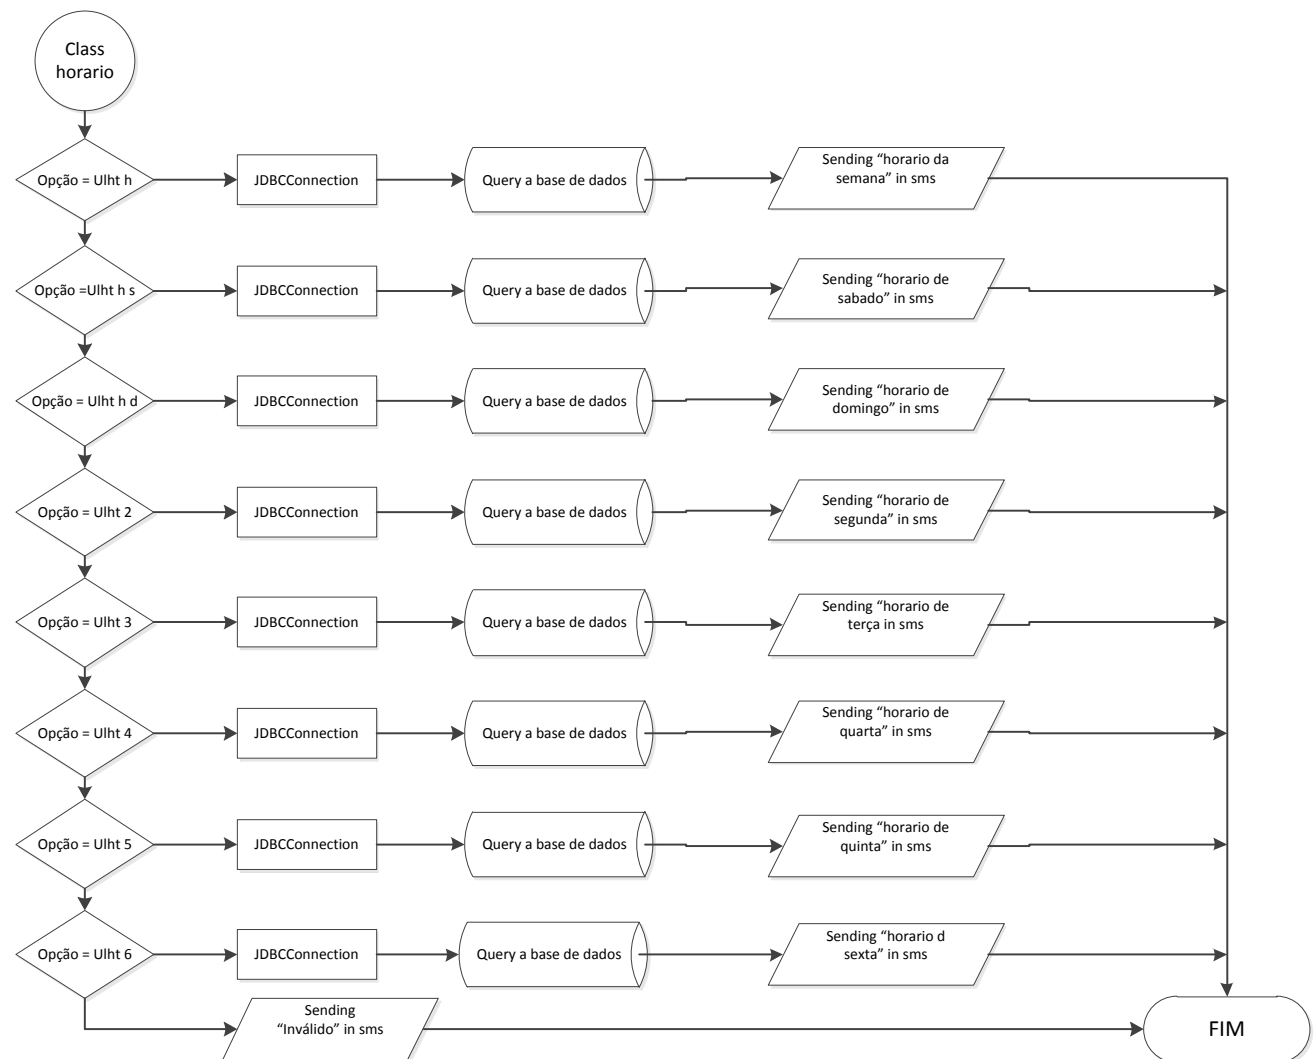 Class
horario
Opção = Ulht h
JDBCConnection
Query a base de dados
Sending “horario da
semana” in sms
Opção =Ulht h s
JDBCConnection
Query a base de dados
Sending “horario de
sabado” in sms
Opção = Ulht h d
JDBCConnection
Query a base de dados
Sending “horario de
domingo” in sms
Opção = Ulht 2
JDBCConnection
Query a base de dados
Sending “horario de
segunda” in sms
Opção = Ulht 3
JDBCConnection
Query a base de dados
Sending “horario de
terça in sms
Opção = Ulht 4
JDBCConnection
Query a base de dados
Sending “horario de
quarta” in sms
Opção = Ulht 5
JDBCConnection
Query a base de dados
Sending “horario de
quinta” in sms
Opção = Ulht 6
JDBCConnection
Query a base de dados
Sending “horario d
sexta” in sms
Sending
“Inválido” in sms
FIM